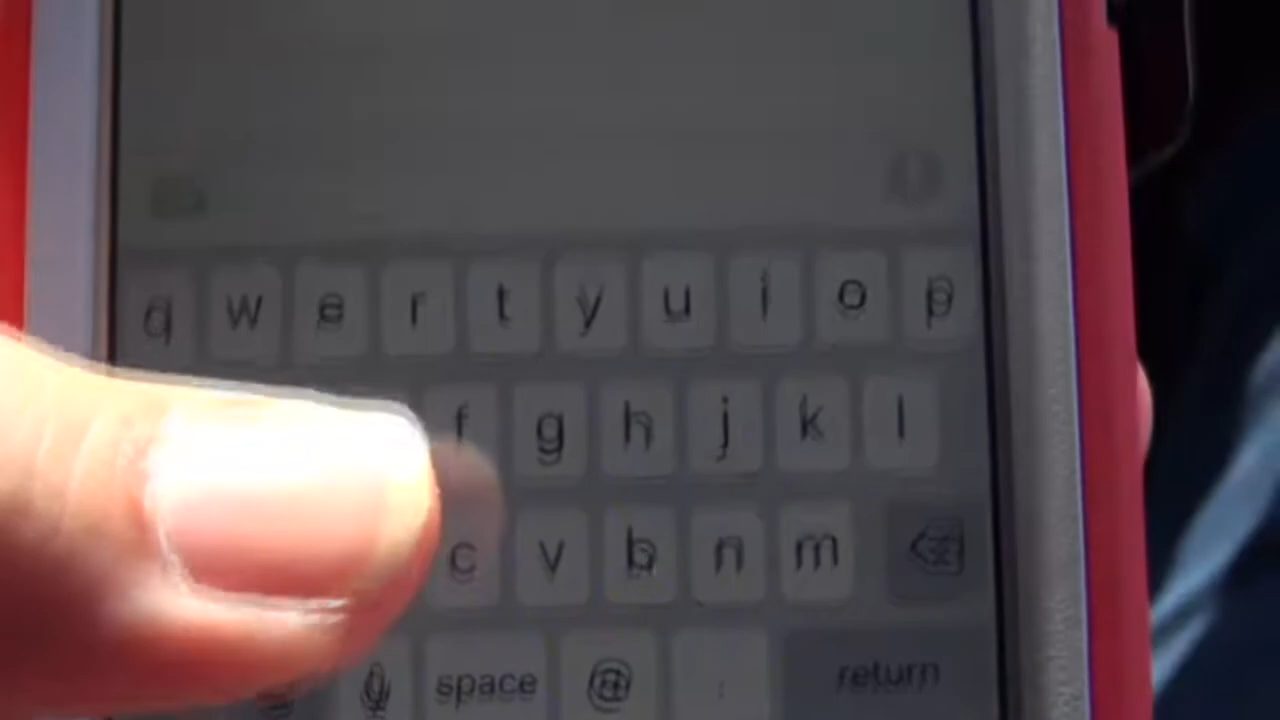 q w e r t y u i o p
f g h j k l
c v b n m
space @ . return